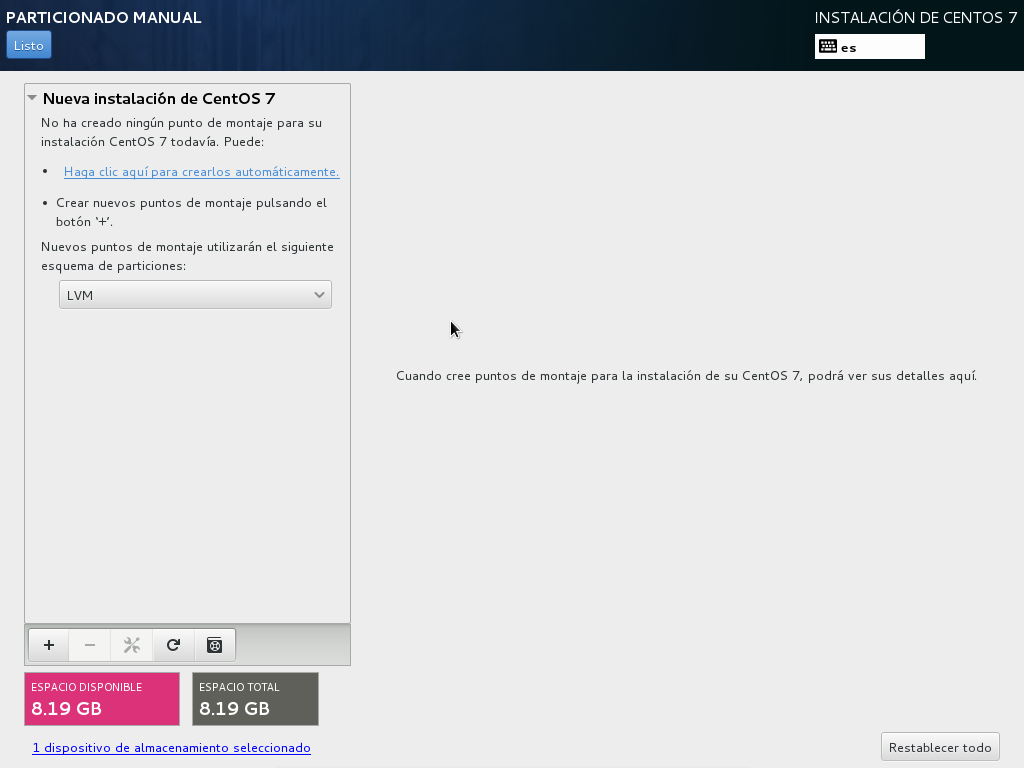 PARTICIONADO MANUAL
INSTALACIÓN DE CENTOS 7
Listo
es
Nueva instalación de CentOS 7
No ha creado ningún punto de montaje para su
instalación CentOS 7 todavía. Puede:
• Haga clic aquí para crearlos automáticamente.
• Crear nuevos puntos de montaje pulsando el
botón '+'.
Nuevos puntos de montaje utilizarán el siguiente
esquema de particiones:
LVM
Cuando cree puntos de montaje para la instalación de su CentOS 7, podrá ver sus detalles aquí.
ESPACIO DISPONIBLE
8.19 GB
ESPACIO TOTAL
8.19 GB
1 dispositivo de almacenamiento seleccionado
Restablecer todo